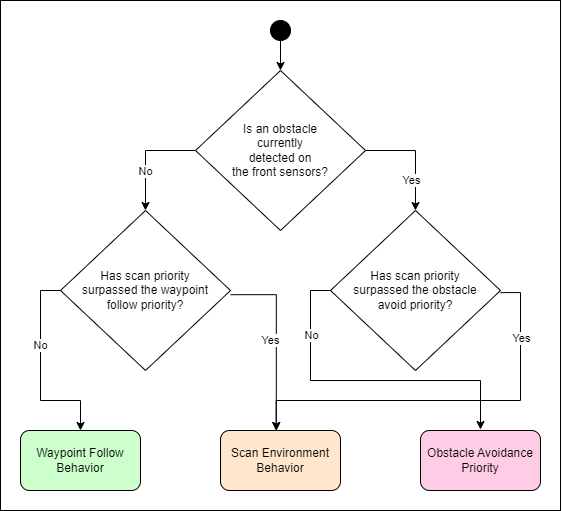 Is an obstacle
currently
detected on
the front sensors?
No
Yes
Has scan priority
surpassed the waypoint
follow priority?
Has scan priority
surpassed the obstacle
avoid priority?
No
Yes
No
Yes
Waypoint Follow
Behavior
Scan Environment
Behavior
Obstacle Avoidance
Priority